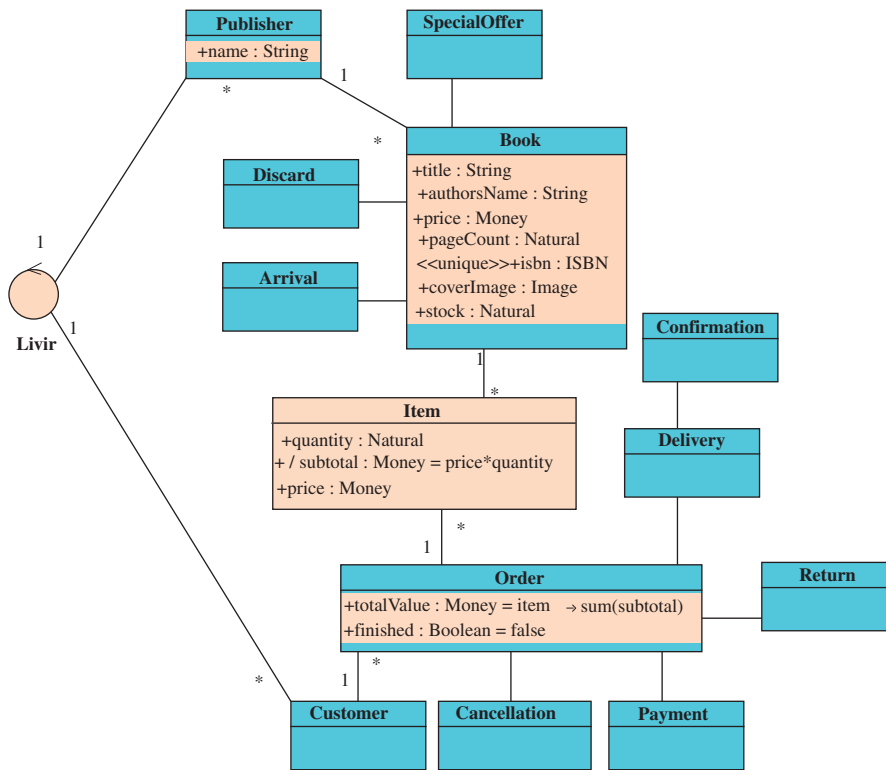 Publisher
+name : String
SpecialOffer
1
*
*
Book
+title : String
+authorsName : String
+price : Money
+pageCount : Natural
<<unique>>+isbn : ISBN
+coverImage : Image
+stock : Natural
Discard
Arrival
1
1
Livir
Confirmation
1
*
Item
+quantity : Natural
+ / subtotal : Money = price*quantity
+price : Money
Delivery
*
1
Order
+totalValue : Money = item → sum(subtotal)
+finished : Boolean = false
Return
*
1
*
Customer
Cancellation
Payment